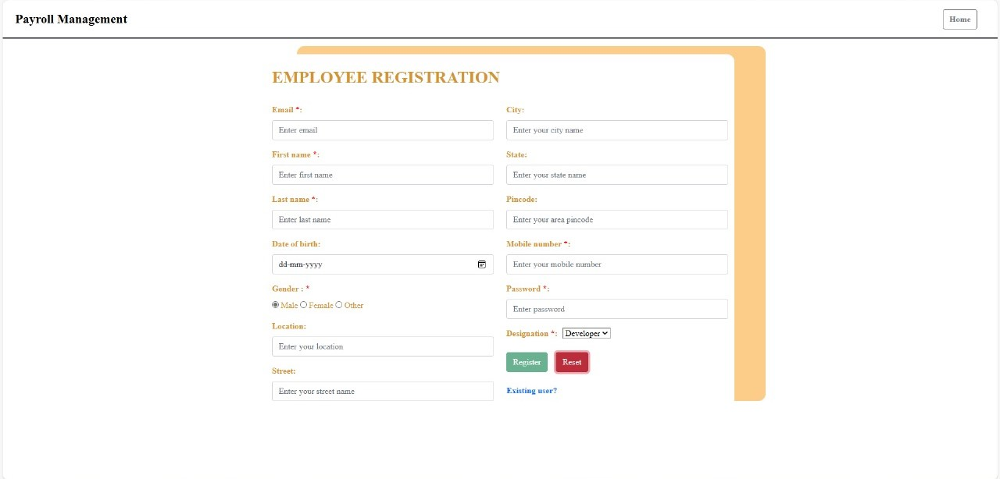 Payroll Management
Home
EMPLOYEE REGISTRATION
Email *:
Enter email
First name *:
Enter first name
Last name *:
Enter last name
Date of birth:
dd-mm-yyyy
Gender : *
Male Female Other
Location:
Enter your location
Street:
Enter your street name
City:
Enter your city name
State:
Enter your state name
Pincode:
Enter your area pincode
Mobile number *:
Enter your mobile number
Password *:
Enter password
Designation *: Developer
Register Reset
Existing user?